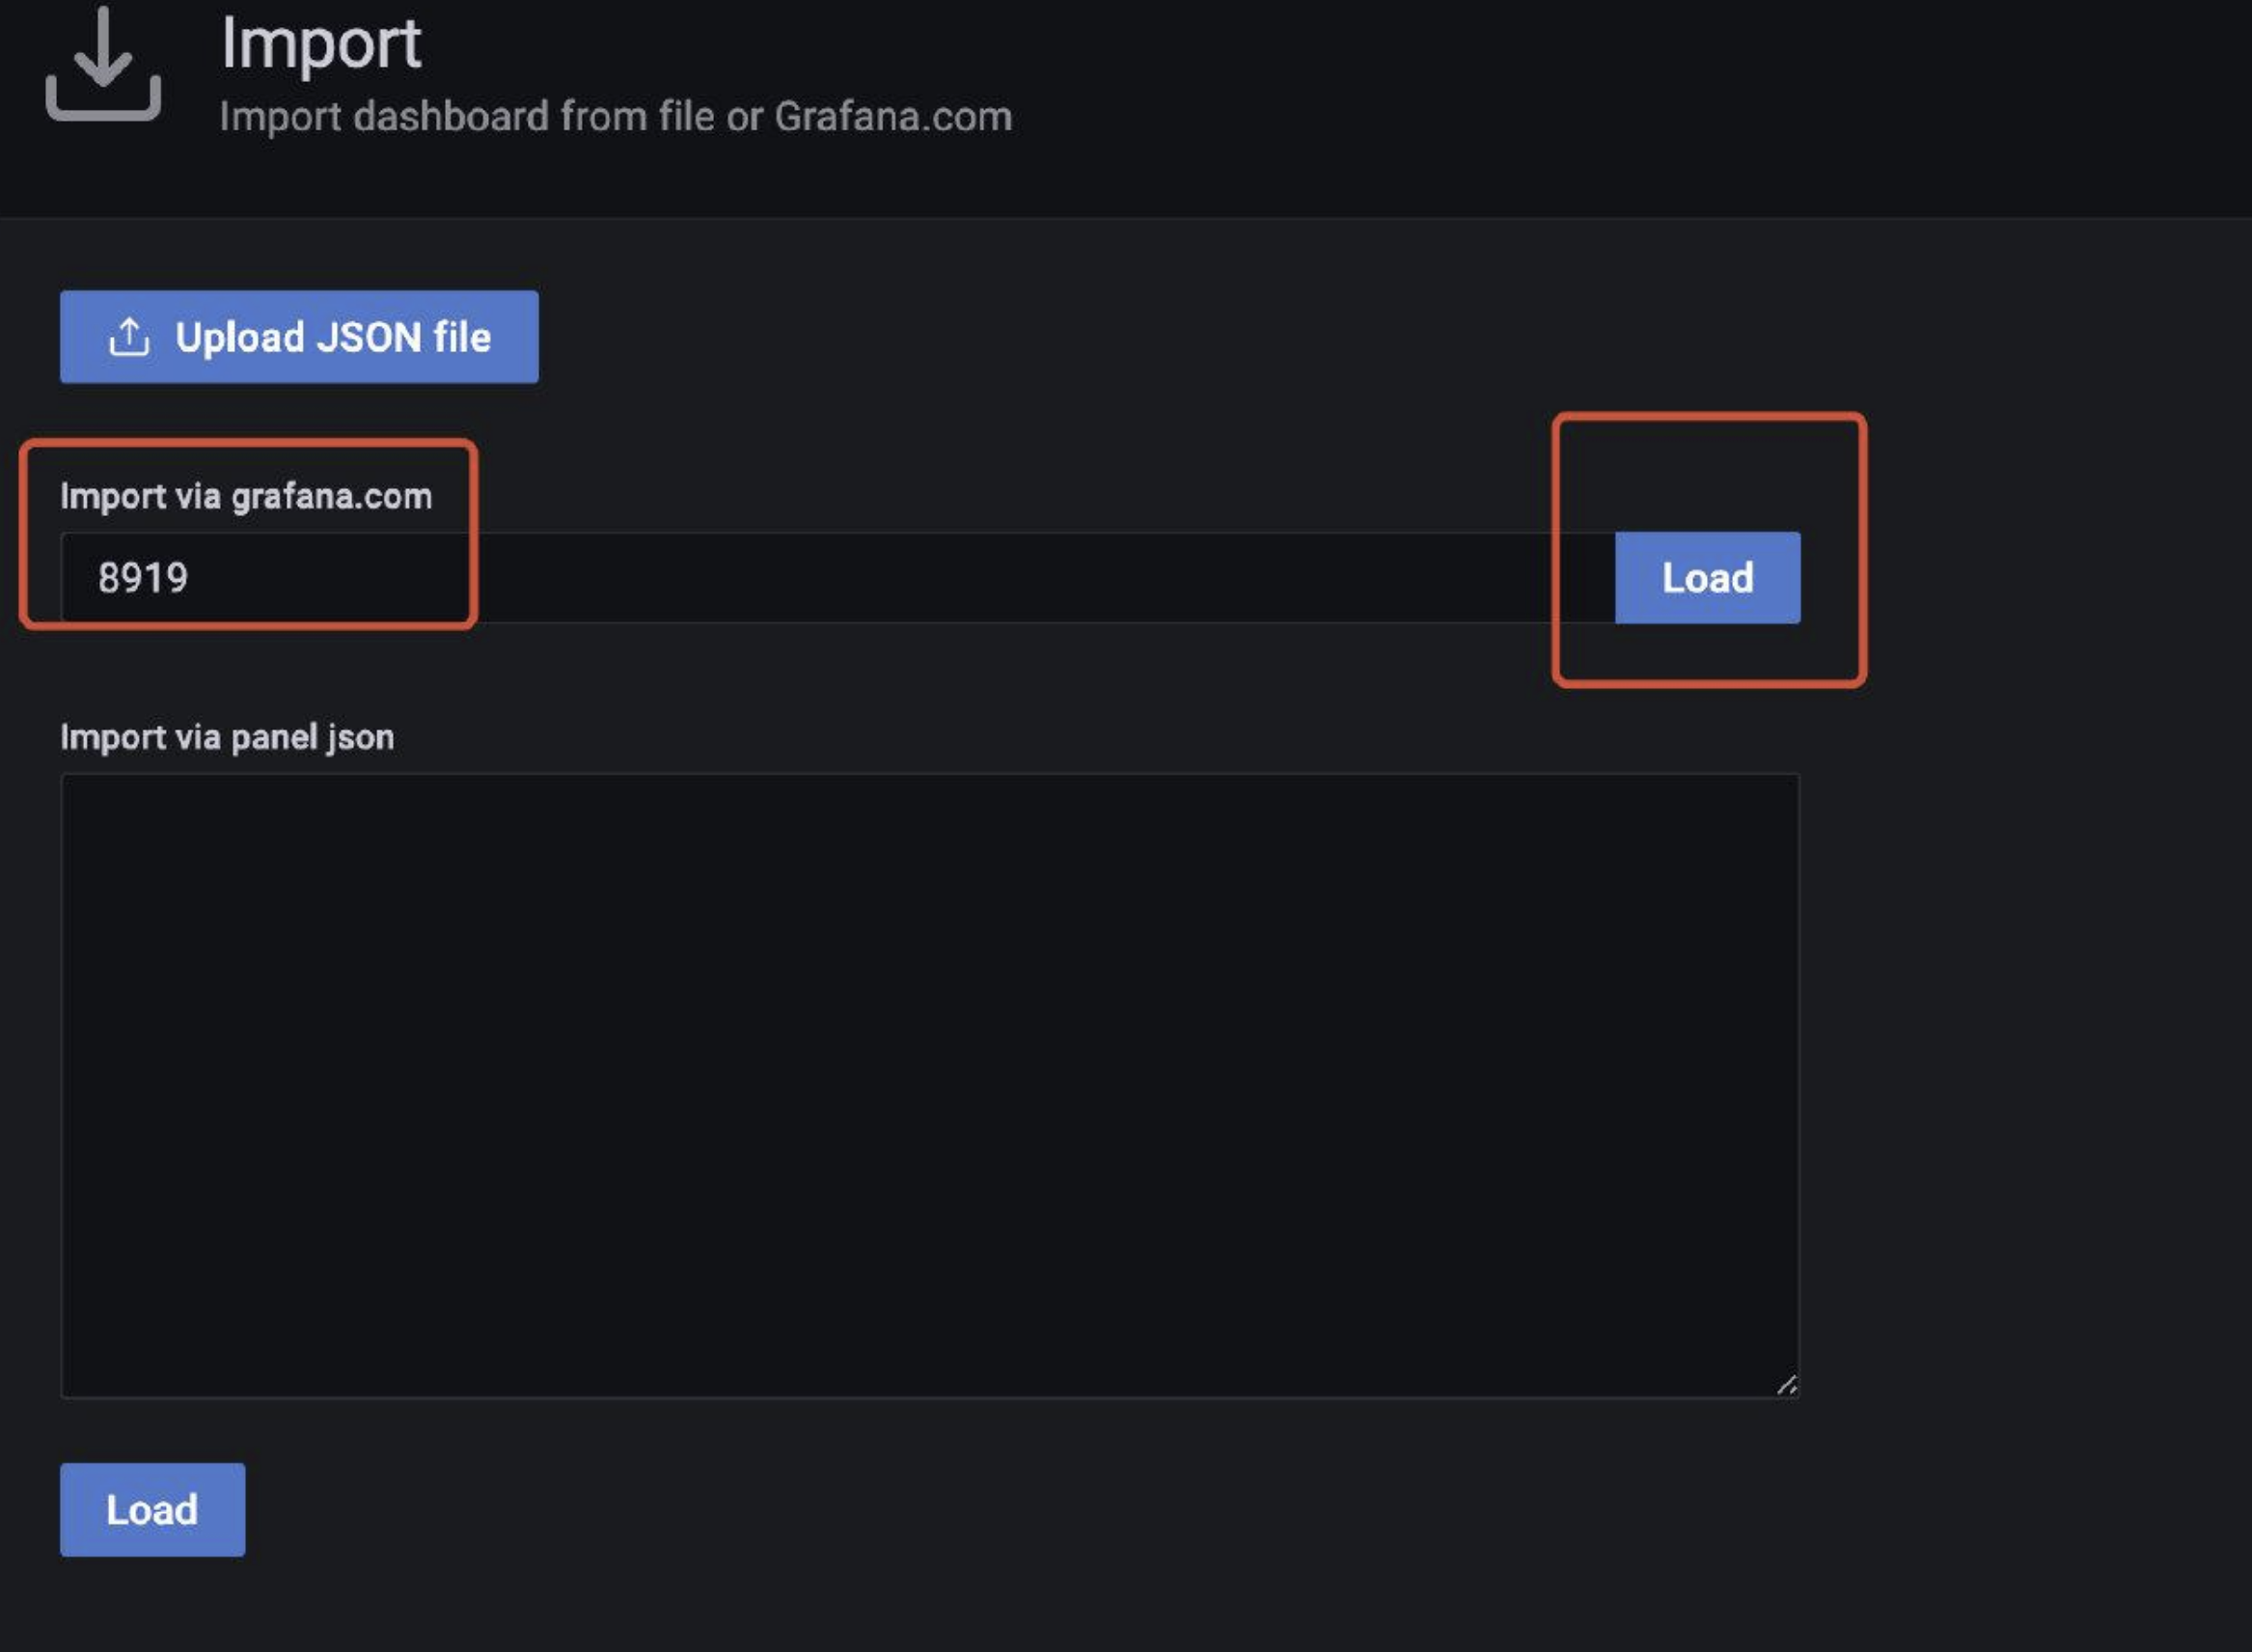 Import
Import dashboard from file or Grafana.com
Upload JSON file
Import via grafana.com
8919
Load
Import via panel json
Load